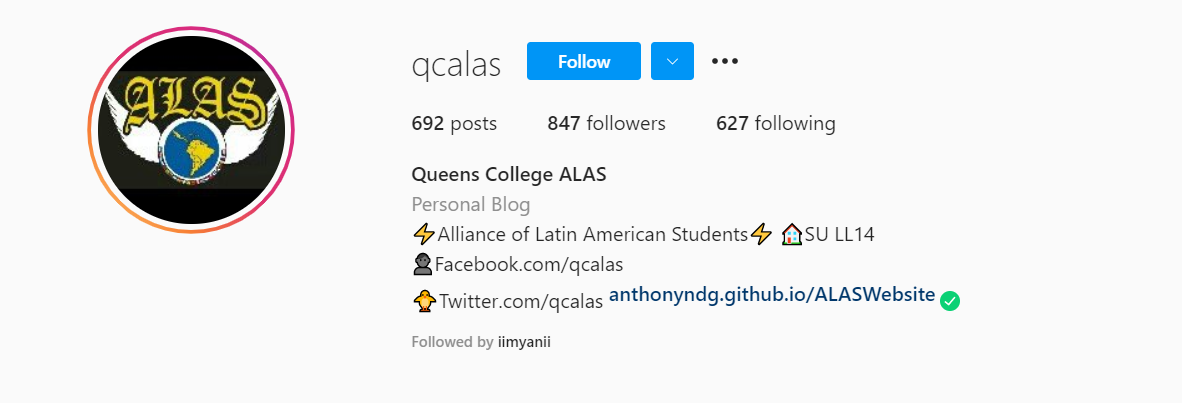 ALAS
qcalas Follow
692 posts 847 followers 627 following
Queens College ALAS
Personal Blog
⚡Alliance of Latin American Students⚡ 🏠SU LL14
👤Facebook.com/qcalas
🐥Twitter.com/qcalas anthonyndg.github.io/ALASWebsite
Followed by iimyanii